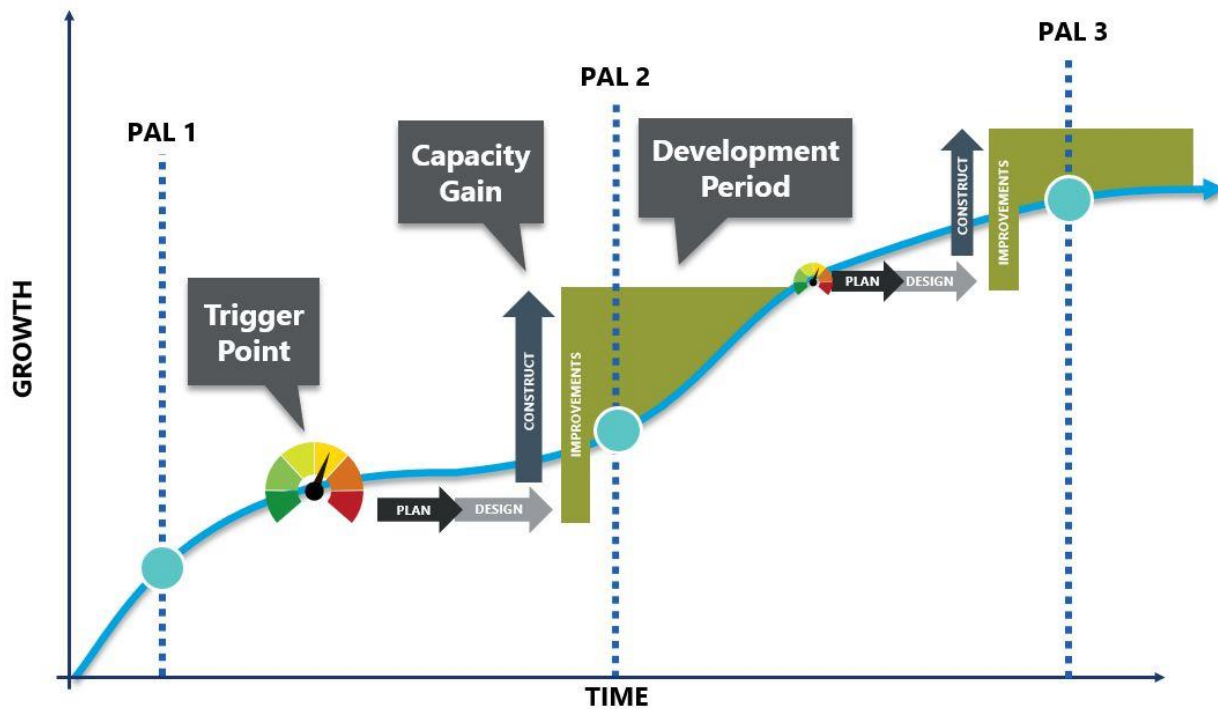 PAL 3
PAL 2
PAL 1
Capacity
Gain
Development
Period
CONSTRUCT
IMPROVEMENTS
Trigger
Point
GROWTH
CONSTRUCT
IMPROVEMENTS
PLAN
DESIGN
PLAN
DESIGN
TIME